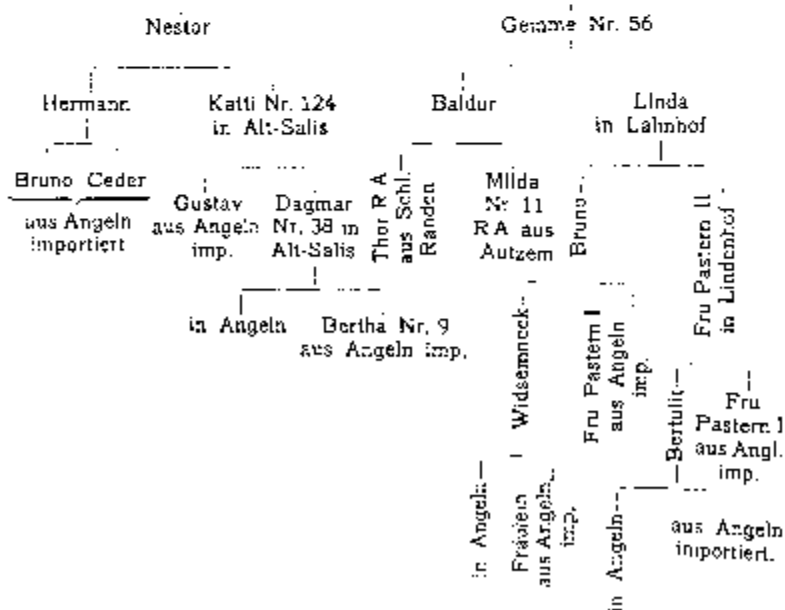 Nestor
Gemme Nr. 56
Hermann
Katti Nr. 124
in Alt-Salis
Baldur
Linda
in Lahnhof
Bruno Ceder
aus Angeln
importiert
Gustav
aus Angeln
imp.
Dagmar
Nr. 38 in
Alt-Salis
in Angeln
Bertha Nr. 9
aus Angeln imp.
Thor R A
aus Schl.
Randen
Milda
Nr 11
R A aus
Autzem
Bruno
Fru Pastern II
in Lindenhof
Widsemneek
Fru Pastern I
aus Angeln
imp.
Fru
Pastern I
aus Angl.
imp.
in Angeln
aus Angeln
imp.
in Angeln
aus Angeln
importiert.